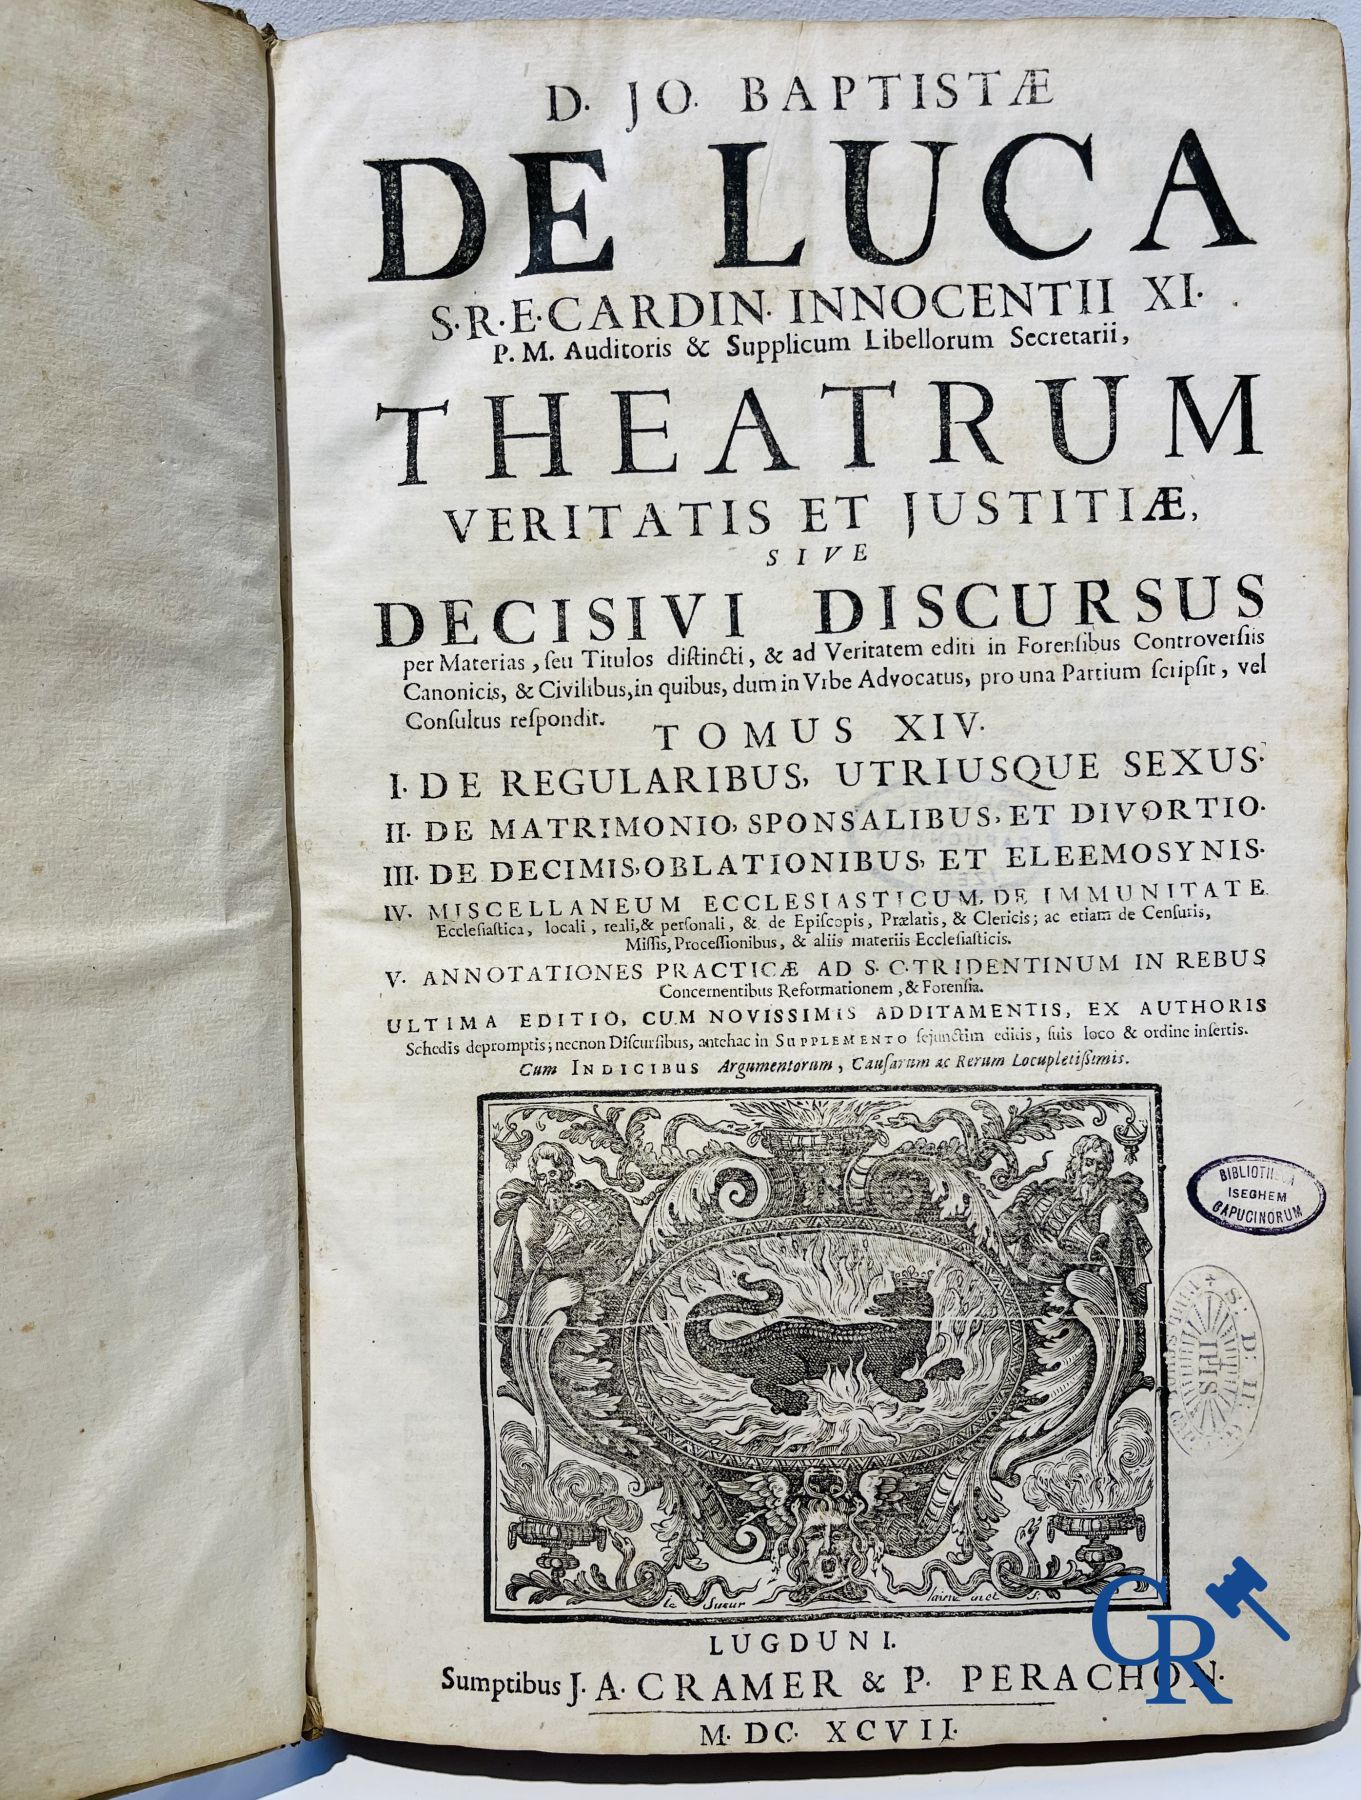 D. JO. BAPTISTÆ
DE LUCA
S.R.E.CARDIN. INNOCENTII XI.
P. M. Auditoris & Supplicum Libellorum Secretarii,
THEATRUM
VERITATIS ET JUSTITIÆ,
SIVE
DECISIVI DISCURSUS
per Materias, ſeu Titulos diſtincti, & ad Veritatem editi in Forenſibus Controverſiis
Canonicis, & Civilibus, in quibus, dum in Vrbe Advocatus, pro una Partium ſcripſit, vel
Conſultus reſpondit.
TOMUS XIV.
I. DE REGULARIBUS, UTRIUSQUE SEXUS.
II. DE MATRIMONIO, SPONSALIBUS, ET DIVORTIO.
III. DE DECIMIS, OBLATIONIBUS, ET ELEEMOSYNIS.
IV. MISCELLANEUM ECCLESIASTICUM, DE IMMUNITATE
Eccleſiaſtica, locali, reali, & perſonali, & de Epiſcopis, Prælatis, & Clericis; ac etiam de Cenſuris,
Miſſis, Proceſſionibus, & aliis materiis Eccleſiaſticis.
V. ANNOTATIONES PRACTICÆ AD S. C. TRIDENTINUM IN REBUS
Concernentibus Reformationem, & Forenſia.
ULTIMA EDITIO, CUM NOVISSIMIS ADDITAMENTIS, EX AUTHORIS
Schedis depromptis; necnon Diſcurſibus, antehac in SUPPLEMENTO ſejunctim editis, ſuis loco & ordine inſertis.
Cum INDICIBUS Argumentorum, Cauſarum ac Rerum Locupletiſſimis.
BIBLIOTHECA
ISEGHEM
CAPUCINORUM
IHS
le Sueur
LUGDUNI.
Sumptibus J. A. CRAMER & P. PERACHON.
M. DC. XCVII.
CR